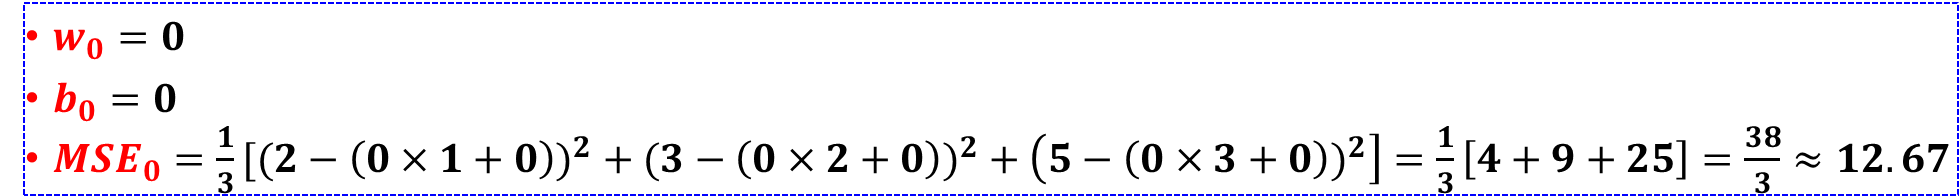 • w₀ = 0
• b₀ = 0
• MSE₀ = 1/3 [(2 − (0 × 1 + 0))² + (3 − (0 × 2 + 0))² + (5 − (0 × 3 + 0))²] = 1/3 [4 + 9 + 25] = 38/3 ≈ 12.67